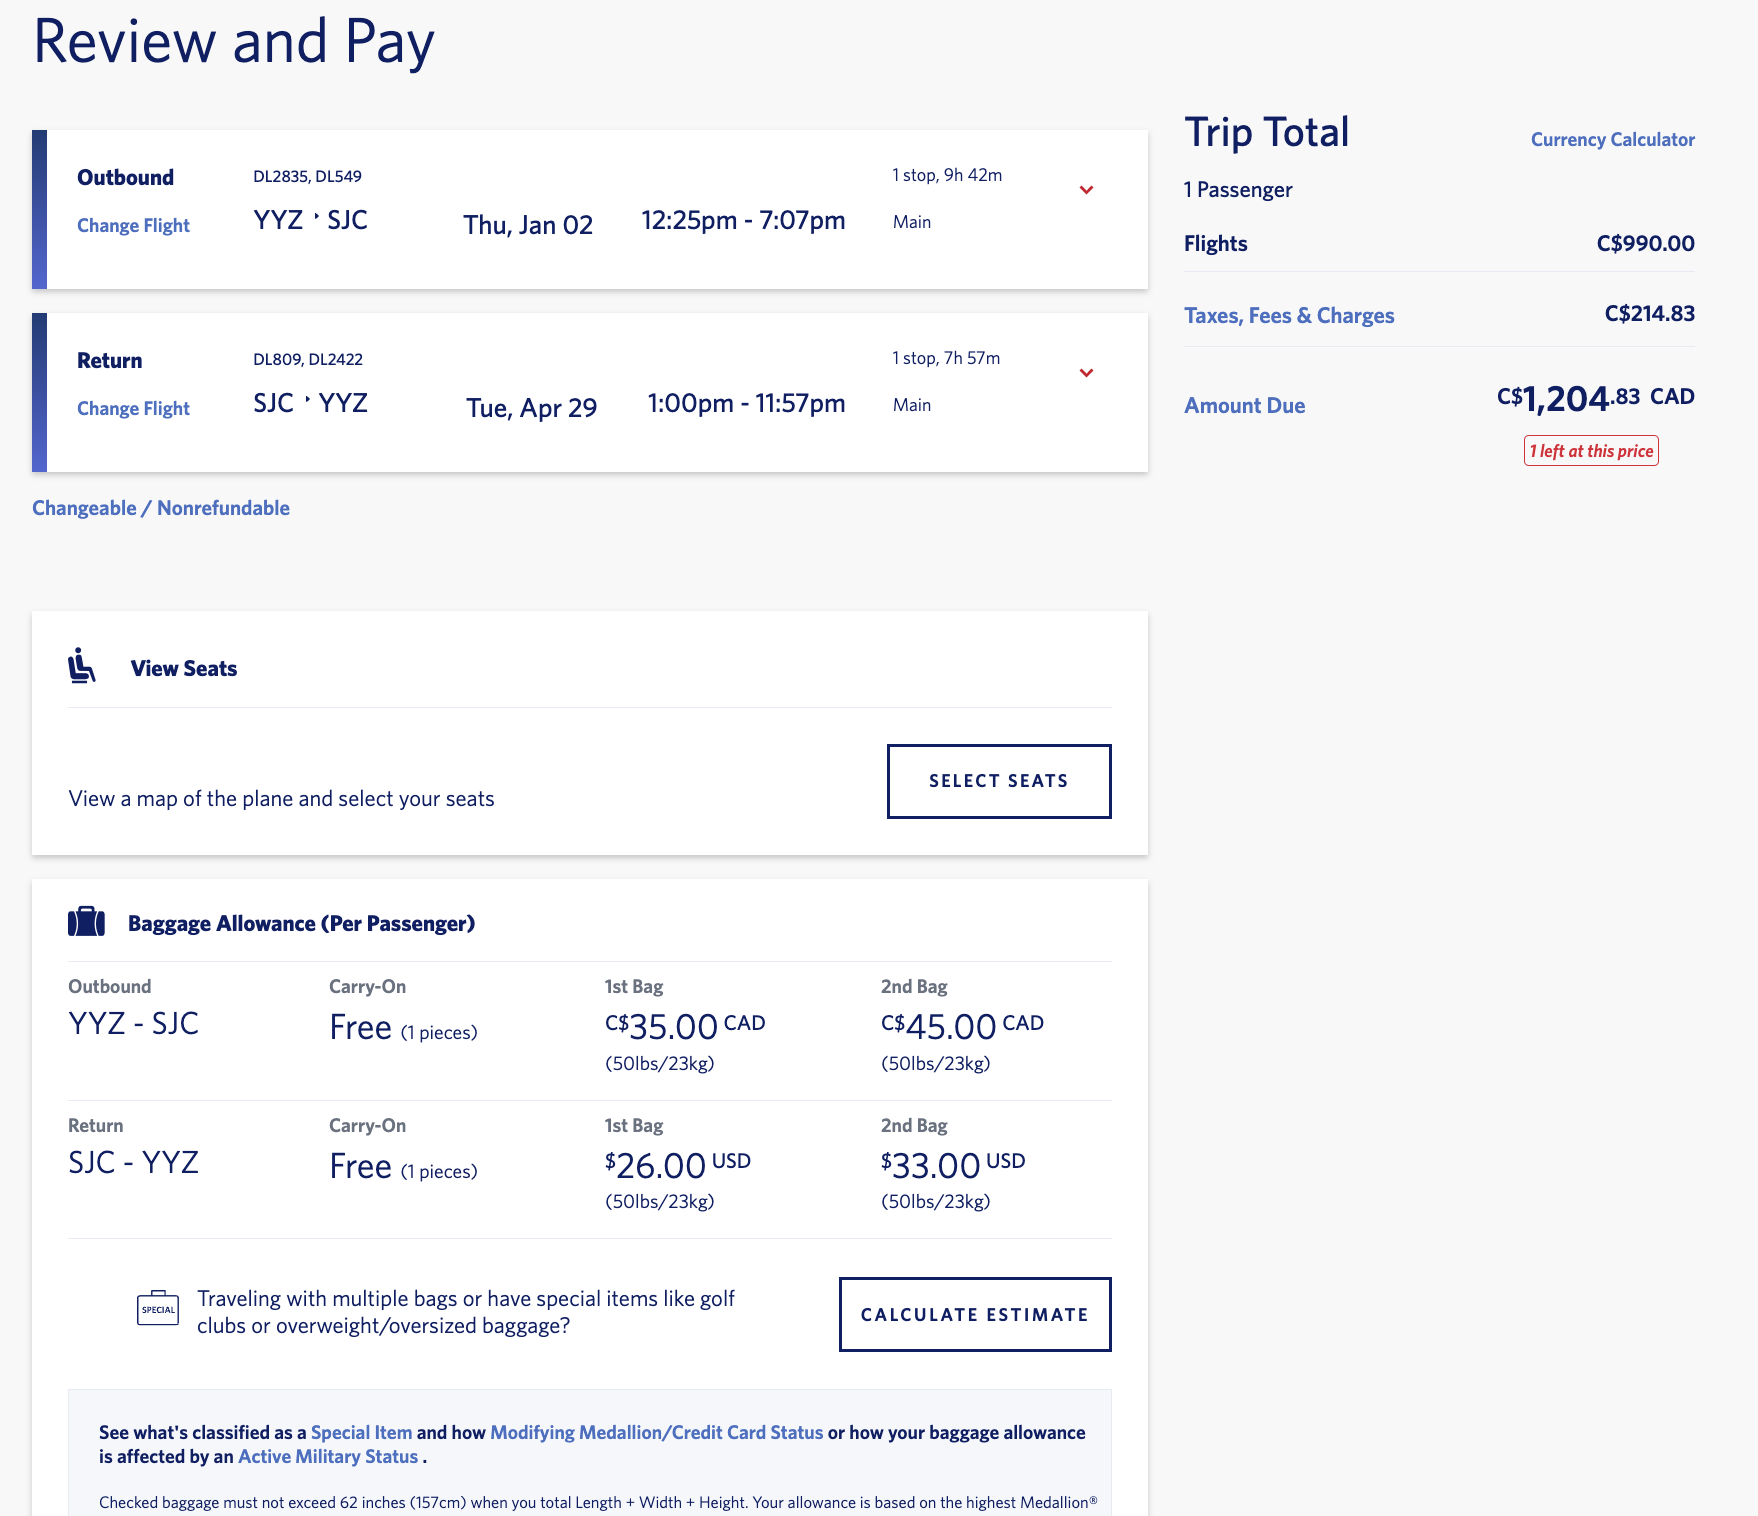 Review and Pay
Outbound
DL2835, DL549
1 stop, 9h 42m
Change Flight
YYZ ‣ SJC
Thu, Jan 02
12:25pm - 7:07pm
Main
Return
DL809, DL2422
1 stop, 7h 57m
Change Flight
SJC ‣ YYZ
Tue, Apr 29
1:00pm - 11:57pm
Main
Changeable / Nonrefundable
Trip Total
Currency Calculator
1 Passenger
Flights C$990.00
Taxes, Fees & Charges C$214.83
Amount Due C$1,204.83 CAD
1 left at this price
View Seats
View a map of the plane and select your seats
SELECT SEATS
Baggage Allowance (Per Passenger)
Outbound Carry-On 1st Bag 2nd Bag
YYZ - SJC Free (1 pieces) C$35.00 CAD C$45.00 CAD
(50lbs/23kg) (50lbs/23kg)
Return Carry-On 1st Bag 2nd Bag
SJC - YYZ Free (1 pieces) $26.00 USD $33.00 USD
(50lbs/23kg) (50lbs/23kg)
SPECIAL
Traveling with multiple bags or have special items like golf
clubs or overweight/oversized baggage?
CALCULATE ESTIMATE
See what's classified as a Special Item and how Modifying Medallion/Credit Card Status or how your baggage allowance
is affected by an Active Military Status .
Checked baggage must not exceed 62 inches (157cm) when you total Length + Width + Height. Your allowance is based on the highest Medallion®